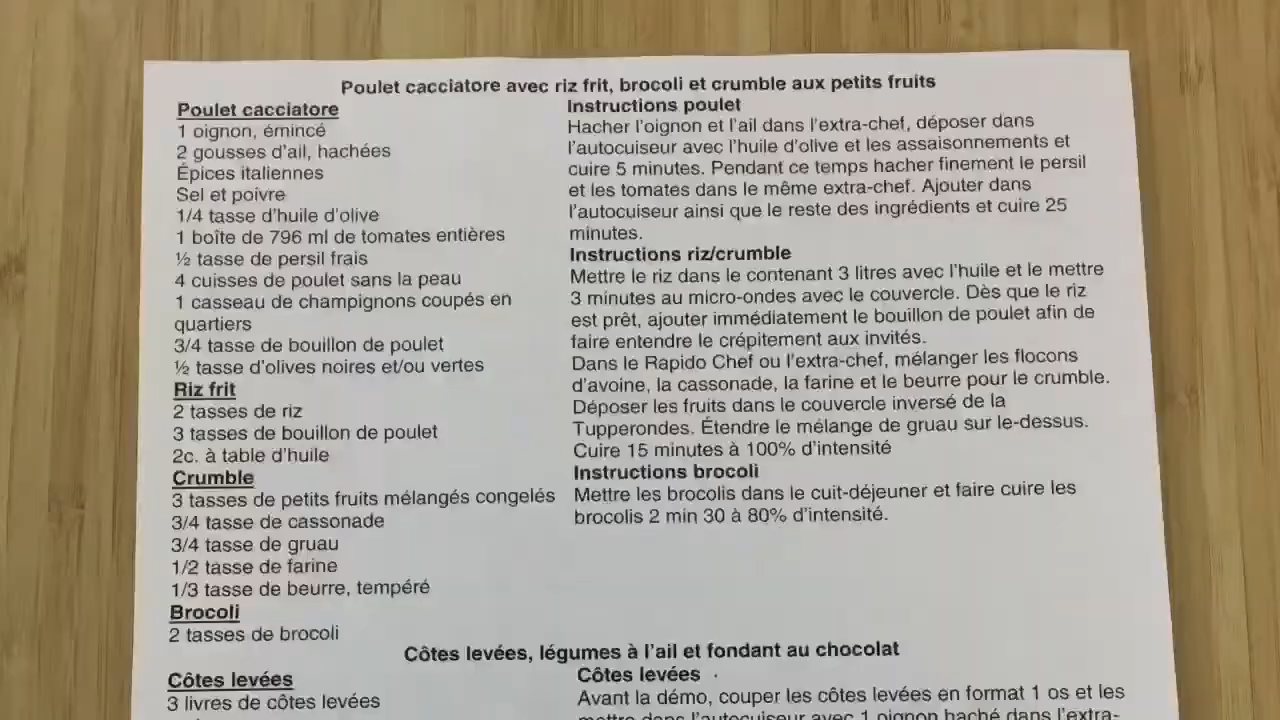 Poulet cacciatore avec riz frit, brocoli et crumble aux petits fruits
Poulet cacciatore
1 oignon, émincé
2 gousses d'ail, hachées
Épices italiennes
Sel et poivre
1/4 tasse d'huile d'olive
1 boîte de 796 ml de tomates entières
½ tasse de persil frais
4 cuisses de poulet sans la peau
1 casseau de champignons coupés en
quartiers
3/4 tasse de bouillon de poulet
½ tasse d'olives noires et/ou vertes
Riz frit
2 tasses de riz
3 tasses de bouillon de poulet
2c. à table d'huile
Crumble
3 tasses de petits fruits mélangés congelés
3/4 tasse de cassonade
3/4 tasse de gruau
1/2 tasse de farine
1/3 tasse de beurre, tempéré
Brocoli
2 tasses de brocoli
Instructions poulet
Hacher l'oignon et l'ail dans l'extra-chef, déposer dans
l'autocuiseur avec l'huile d'olive et les assaisonnements et
cuire 5 minutes. Pendant ce temps hacher finement le persil
et les tomates dans le même extra-chef. Ajouter dans
l'autocuiseur ainsi que le reste des ingrédients et cuire 25
minutes.
Instructions riz/crumble
Mettre le riz dans le contenant 3 litres avec l'huile et le mettre
3 minutes au micro-ondes avec le couvercle. Dès que le riz
est prêt, ajouter immédiatement le bouillon de poulet afin de
faire entendre le crépitement aux invités.
Dans le Rapido Chef ou l'extra-chef, mélanger les flocons
d'avoine, la cassonade, la farine et le beurre pour le crumble.
Déposer les fruits dans le couvercle inversé de la
Tupperondes. Étendre le mélange de gruau sur le-dessus.
Cuire 15 minutes à 100% d'intensité
Instructions brocoli
Mettre les brocolis dans le cuit-déjeuner et faire cuire les
brocolis 2 min 30 à 80% d'intensité.
Côtes levées, légumes à l'ail et fondant au chocolat
Côtes levées
3 livres de côtes levées
Côtes levées
Avant la démo, couper les côtes levées en format 1 os et les
mettre dans l'autocuiseur avec 1 oignon haché dans l'extra-